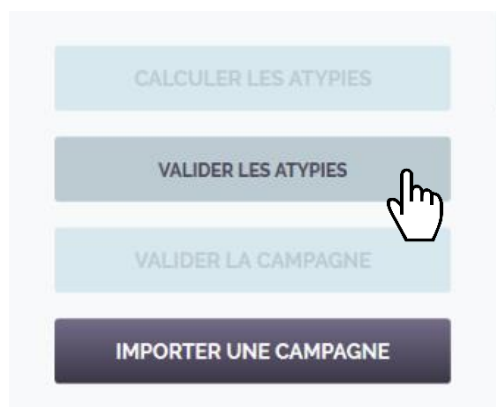 CALCULER LES ATYPIES
VALIDER LES ATYPIES
VALIDER LA CAMPAGNE
IMPORTER UNE CAMPAGNE